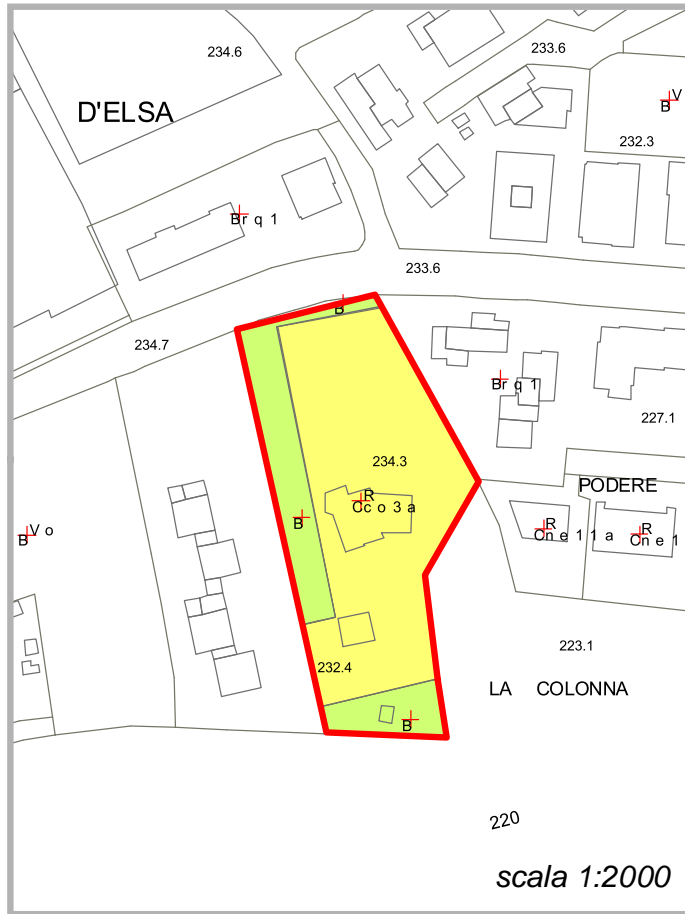 234.6
233.6
D'ELSA
V
B
232.3
Br q 1
233.6
B
234.7
Br q 1
227.1
234.3
PODERE
R
Cc o 3 a
R
Cn e 1 1 a
R
Cn e 1
B
V o
B
223.1
232.4
LA COLONNA
B
220
scala 1:2000